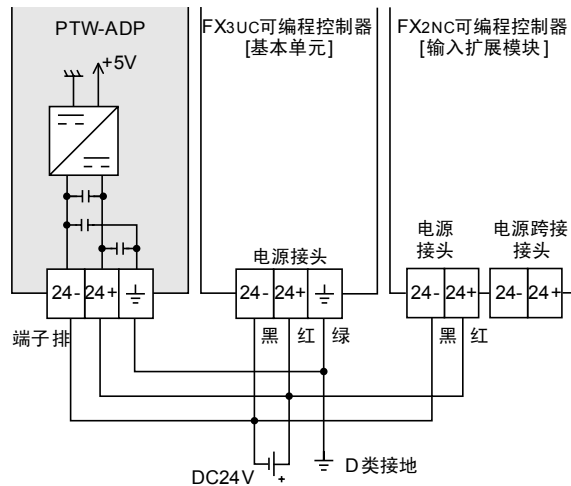 PTW-ADP
FX3UC可编程控制器
[基本单元]
FX2NC可编程控制器
[输入扩展模块]
+5V
电源接头
电源
接头
电源跨接
接头
24-
24+
24-
24+
24-
24+
24-
24+
端子排
黑
红
绿
黑
红
DC24V
+
D类接地